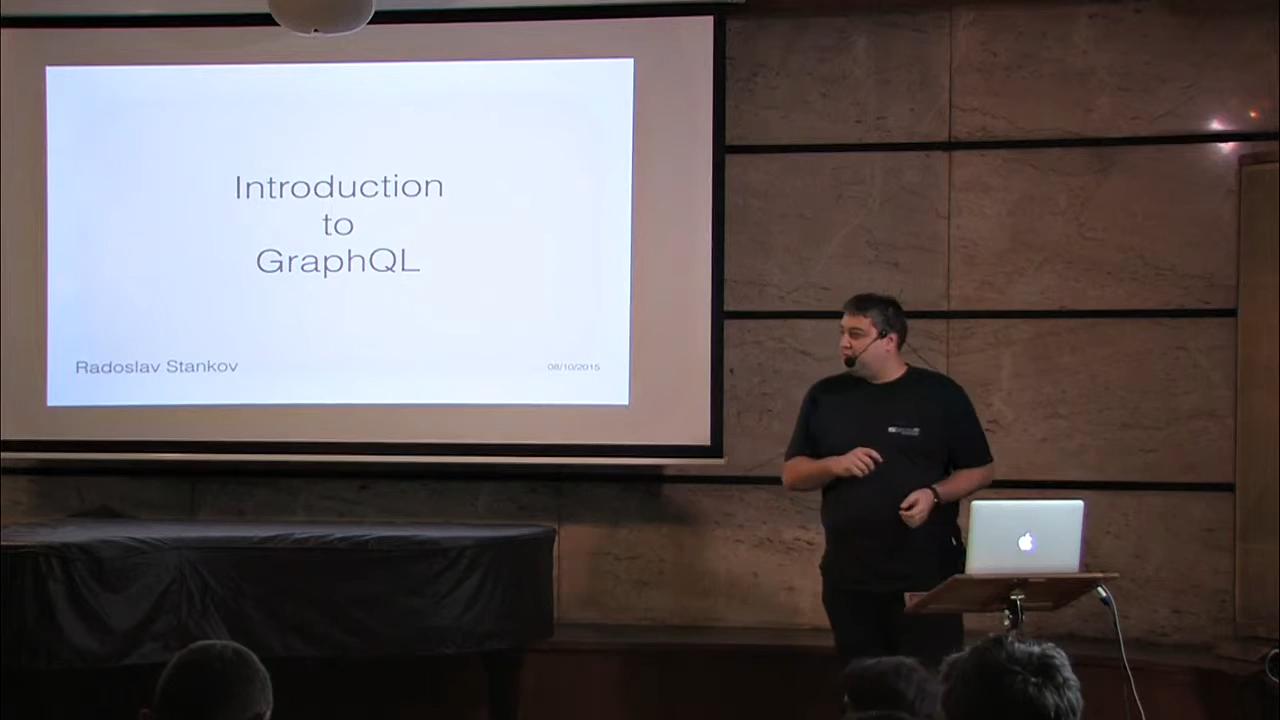 Introduction
to
GraphQL
Radoslav Stankov
08/10/2015